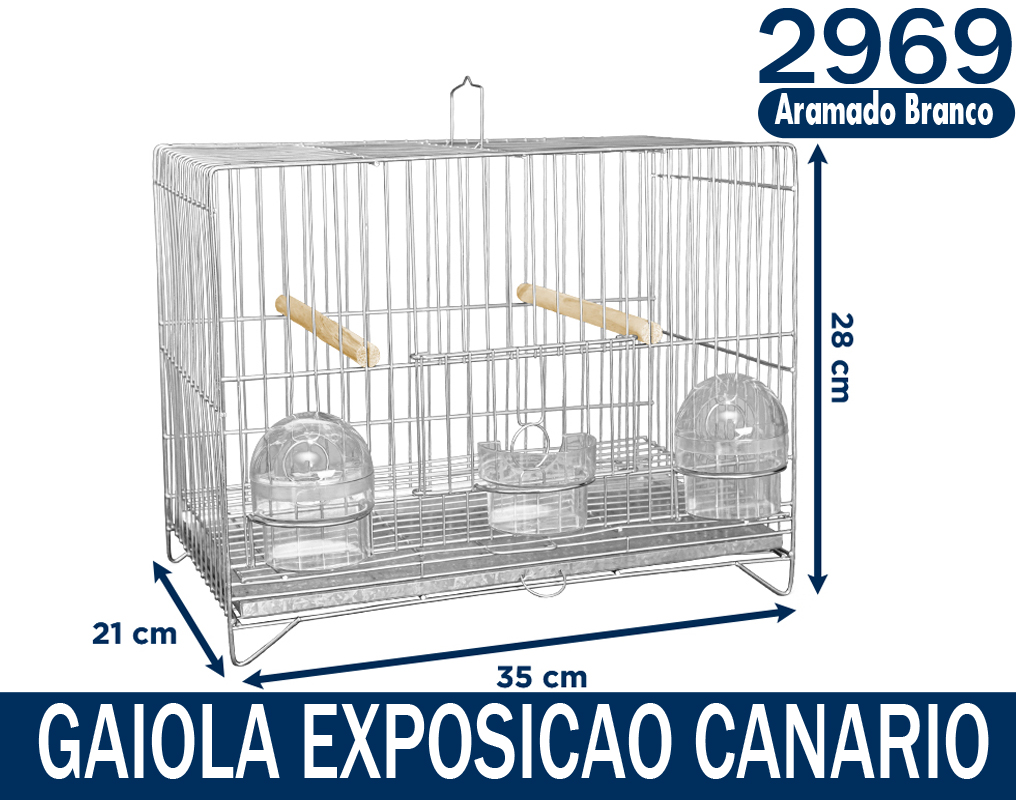 2969
Aramado Branco
28 cm
21 cm
35 cm
GAIOLA EXPOSICAO CANARIO